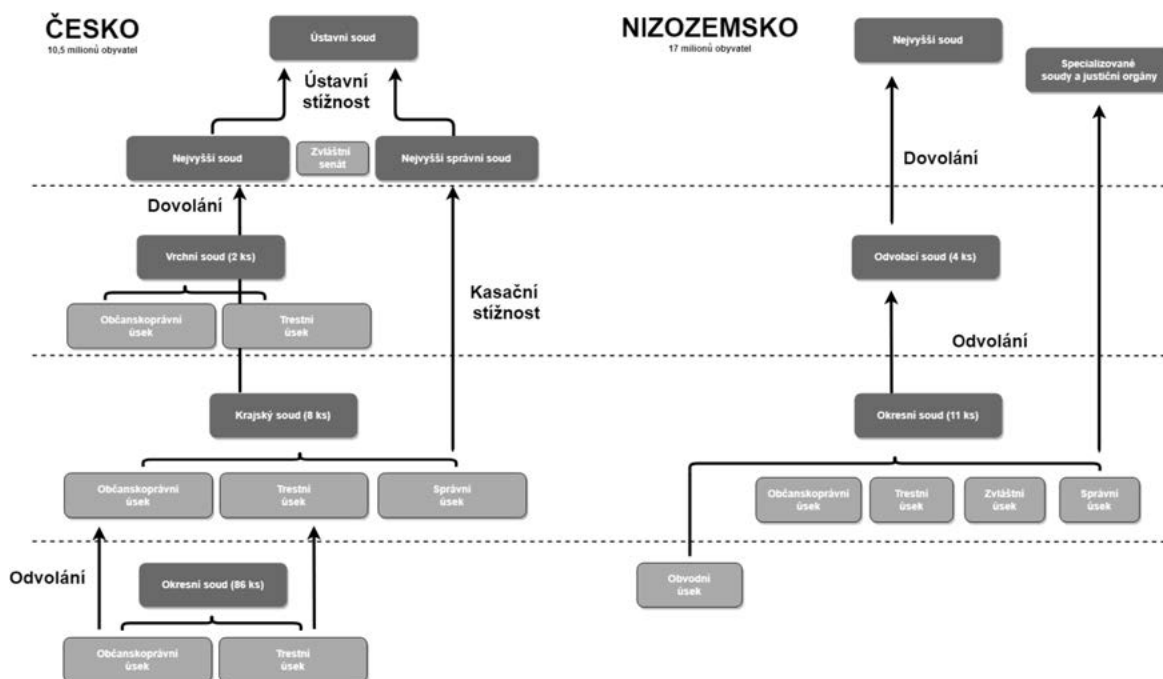 ČESKO
10,5 milionů obyvatel
Ústavní soud
Ústavní
stížnost
Nejvyšší soud
Zvláštní
senát
Nejvyšší správní soud
Dovolání
Vrchní soud (2 ks)
Občanskoprávní
úsek
Trestní
úsek
Kasační
stížnost
Krajský soud (8 ks)
Občanskoprávní
úsek
Trestní
úsek
Správní
úsek
Odvolání
Okresní soud (86 ks)
Občanskoprávní
úsek
Trestní
úsek
NIZOZEMSKO
17 milionů obyvatel
Nejvyšší soud
Specializované
soudy a justiční orgány
Dovolání
Odvolací soud (4 ks)
Odvolání
Okresní soud (11 ks)
Občanskoprávní
úsek
Trestní
úsek
Zvláštní
úsek
Správní
úsek
Obvodní
úsek